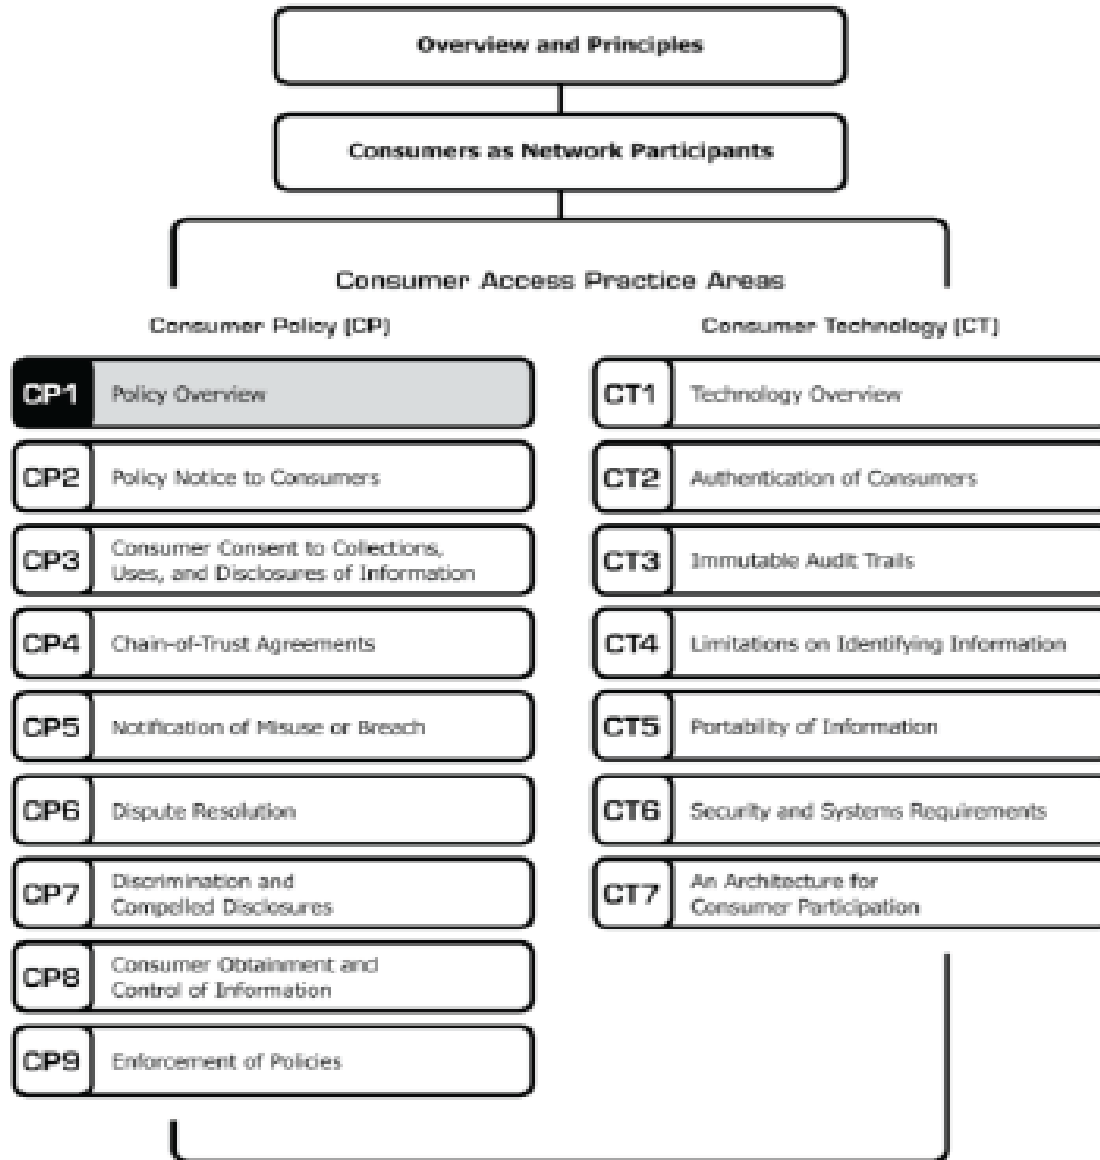 Overview and Principles
Consumers as Network Participants
Consumer Access Practice Areas
Consumer Policy (CP)
CP1 Policy Overview
CP2 Policy Notice to Consumers
CP3 Consumer Consent to Collections,
Uses, and Disclosures of Information
CP4 Chain-of-Trust Agreements
CP5 Notification of Misuse or Breach
CP6 Dispute Resolution
CP7 Discrimination and
Compelled Disclosures
CP8 Consumer Obtainment and
Control of Information
CP9 Enforcement of Policies
Consumer Technology (CT)
CT1 Technology Overview
CT2 Authentication of Consumers
CT3 Immutable Audit Trails
CT4 Limitations on Identifying Information
CT5 Portability of Information
CT6 Security and Systems Requirements
CT7 An Architecture for
Consumer Participation